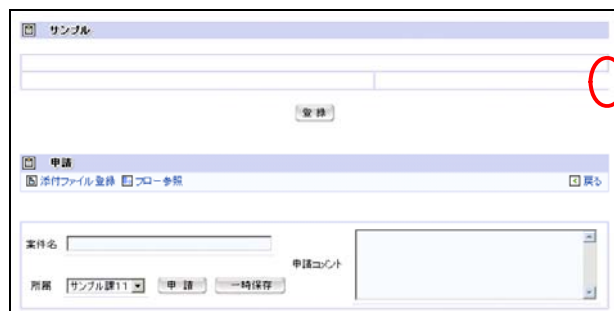 サンプル
登録
申請
添付ファイル登録 フロー参照 戻る
案件名
申請コメント
所属 サンプル課11 申請 一時保存